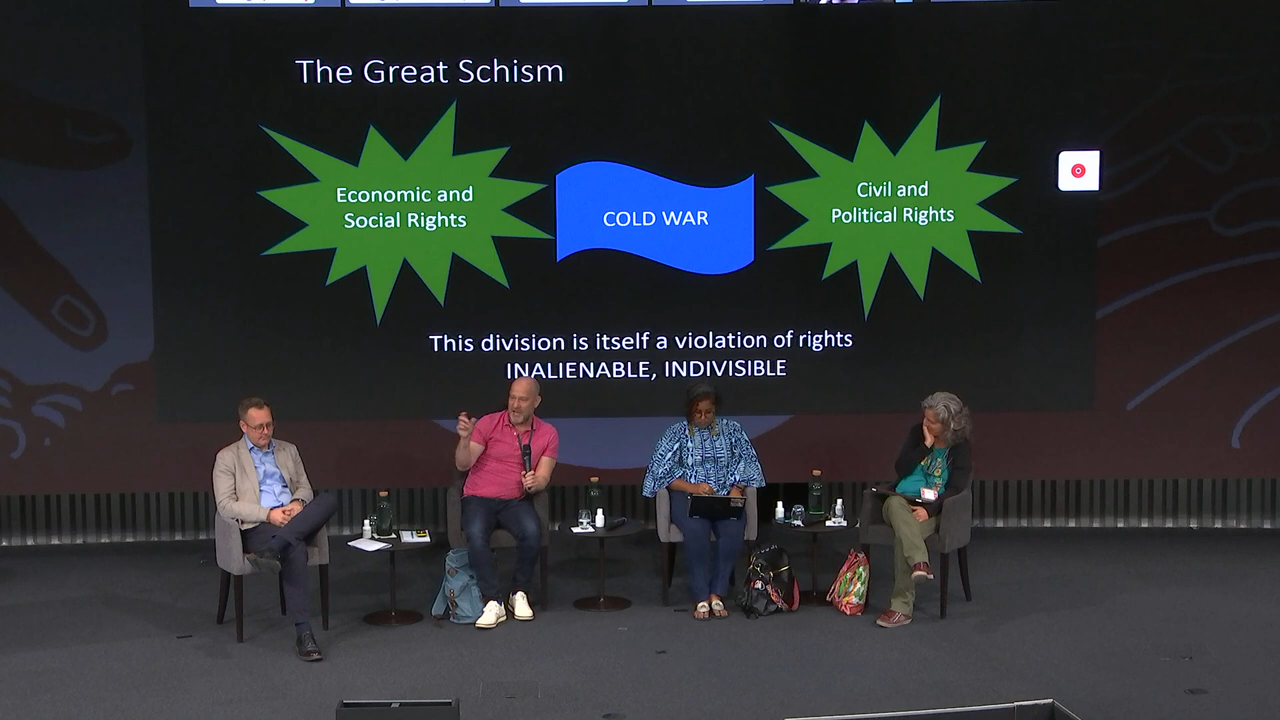 The Great Schism
Economic and
Social Rights
COLD WAR
Civil and
Political Rights
This division is itself a violation of rights
INALIENABLE, INDIVISIBLE